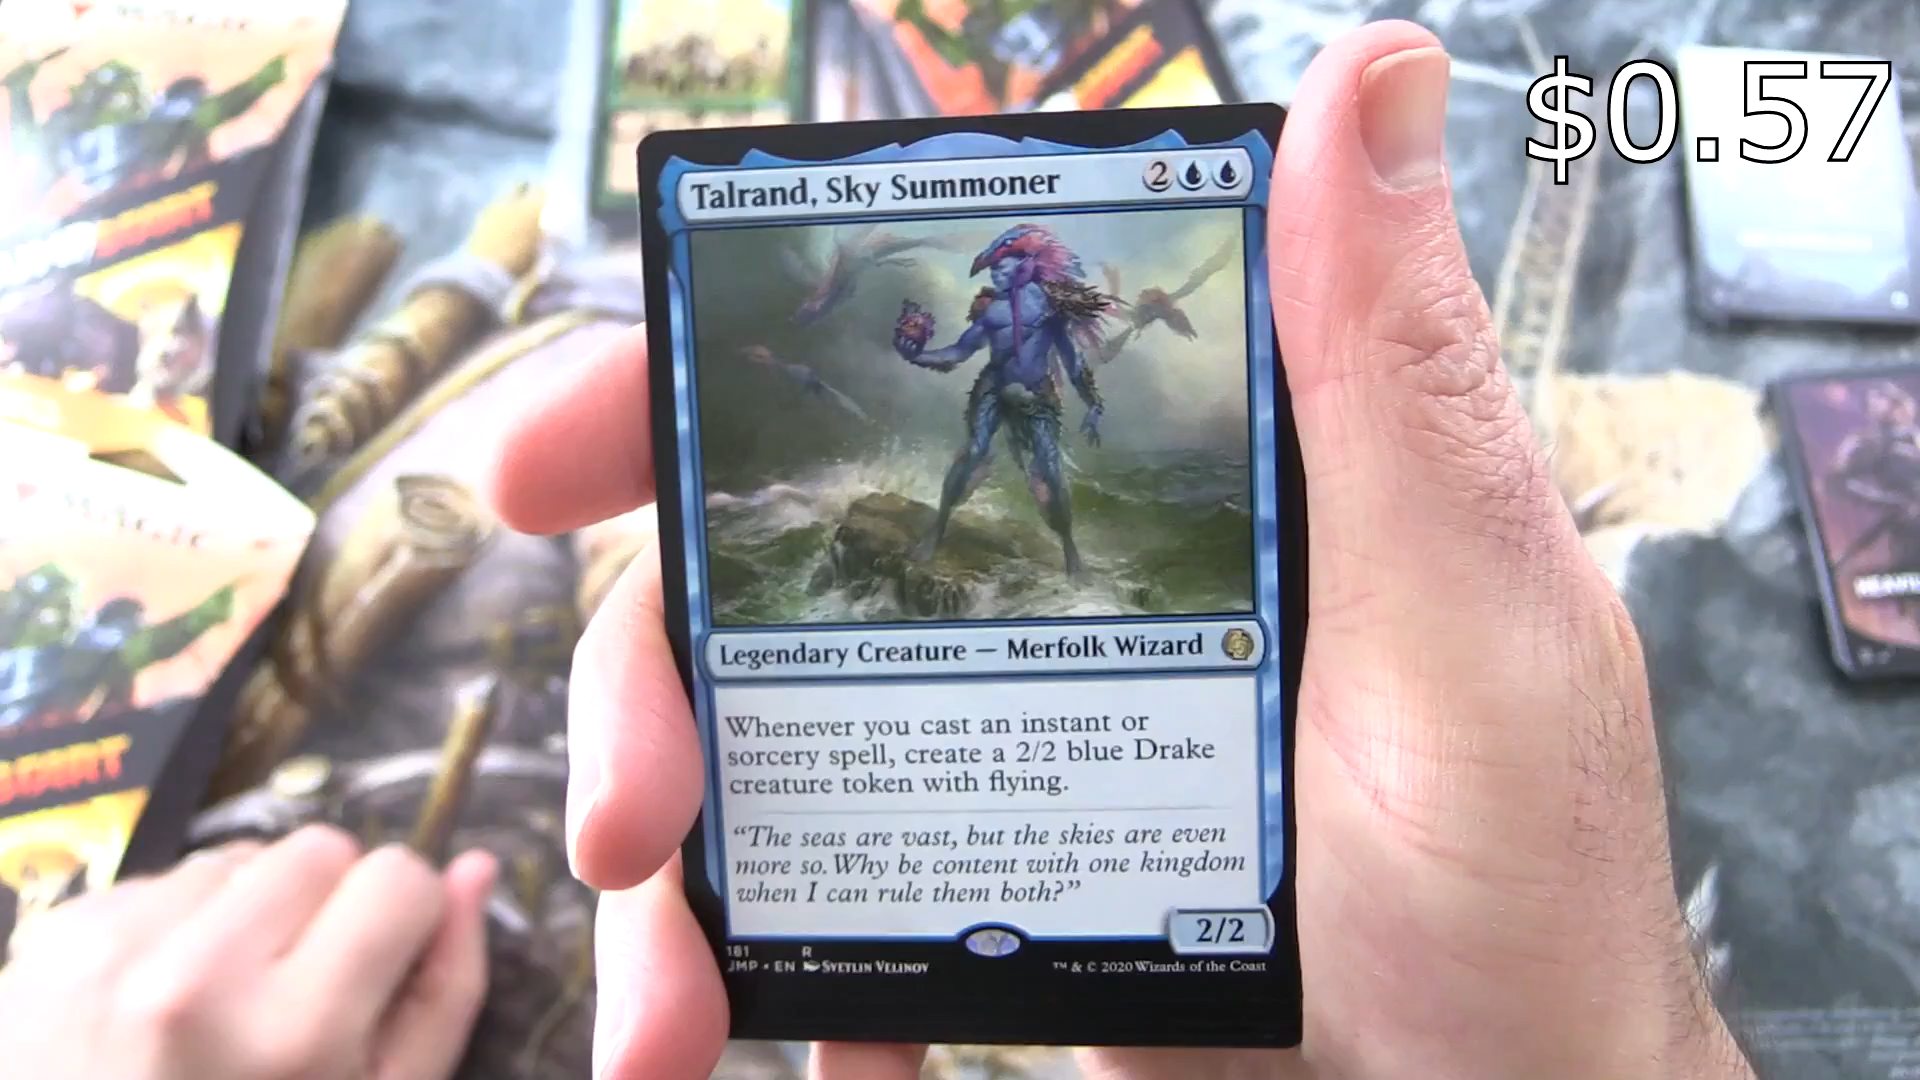 $0.57
MAGIC
Talrand, Sky Summoner 2
Legendary Creature — Merfolk Wizard
Whenever you cast an instant or
sorcery spell, create a 2/2 blue Drake
creature token with flying.
“The seas are vast, but the skies are even
more so. Why be content with one kingdom
when I can rule them both?”
2/2
181 R
JMP • EN Svetlin Velinov
™ & © 2020 Wizards of the Coast